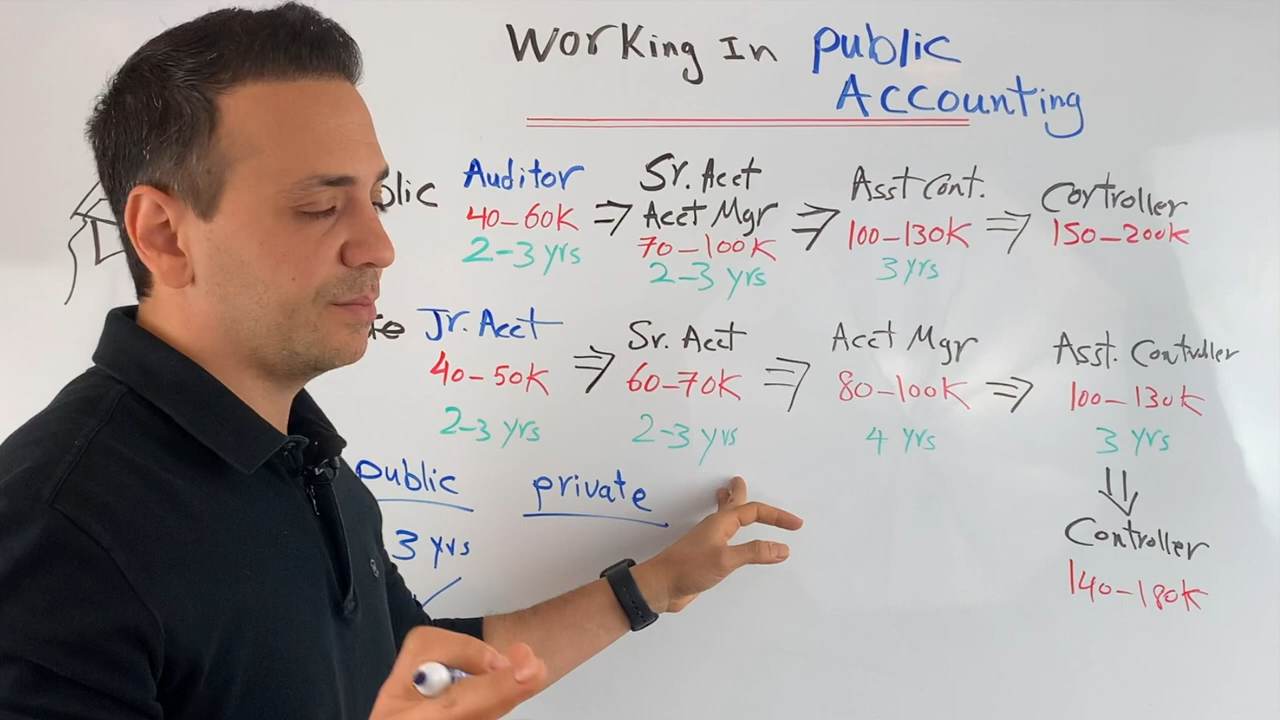 Working In public
Accounting
Auditor
40-60K
2-3 yrs
⇒
Sr. Acct
Acct Mgr
70-100K
2-3 yrs
⇒
Asst Cont.
100-130K
3 yrs
⇒
Controller
150-200K
Jr. Acct
40-50K
2-3 yrs
⇒
Sr. Acct
60-70K
2-3 yrs
⇒
Acct Mgr
80-100K
4 yrs
⇒
Asst. Controller
100-130K
3 yrs
⇓
Controller
140-180K
public
3 yrs
private